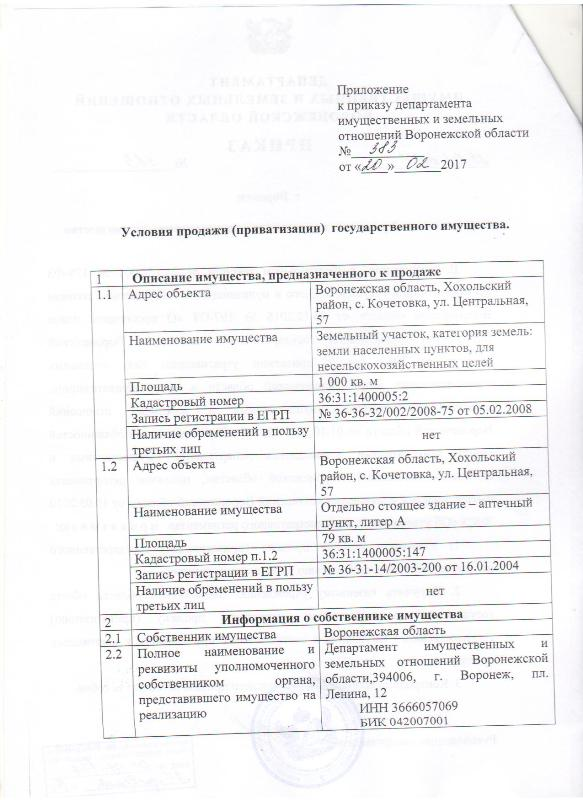 Приложение
к приказу департамента
имущественных и земельных
отношений Воронежской области
№ 383
от «20» 02 2017
Условия продажи (приватизации) государственного имущества.
1 Описание имущества, предназначенного к продаже
1.1 Адрес объекта Воронежская область, Хохольский
район, с. Кочетовка, ул. Центральная,
57
Наименование имущества Земельный участок, категория земель:
земли населенных пунктов, для
несельскохозяйственных целей
Площадь 1 000 кв. м
Кадастровый номер 36:31:1400005:2
Запись регистрации в ЕГРП № 36-36-32/002/2008-75 от 05.02.2008
Наличие обременений в пользу нет
третьих лиц
1.2 Адрес объекта Воронежская область, Хохольский
район, с. Кочетовка, ул. Центральная,
57
Наименование имущества Отдельно стоящее здание – аптечный
пункт, литер А
Площадь 79 кв. м
Кадастровый номер п.1.2 36:31:1400005:147
Запись регистрации в ЕГРП № 36-31-14/2003-200 от 16.01.2004
Наличие обременений в пользу нет
третьих лиц
2 Информация о собственнике имущества
2.1 Собственник имущества Воронежская область
2.2 Полное наименование и Департамент имущественных и
реквизиты уполномоченного земельных отношений Воронежской
собственником органа, области,394006, г. Воронеж, пл.
представившего имущество на Ленина, 12
реализацию ИНН 3666057069
БИК 042007001